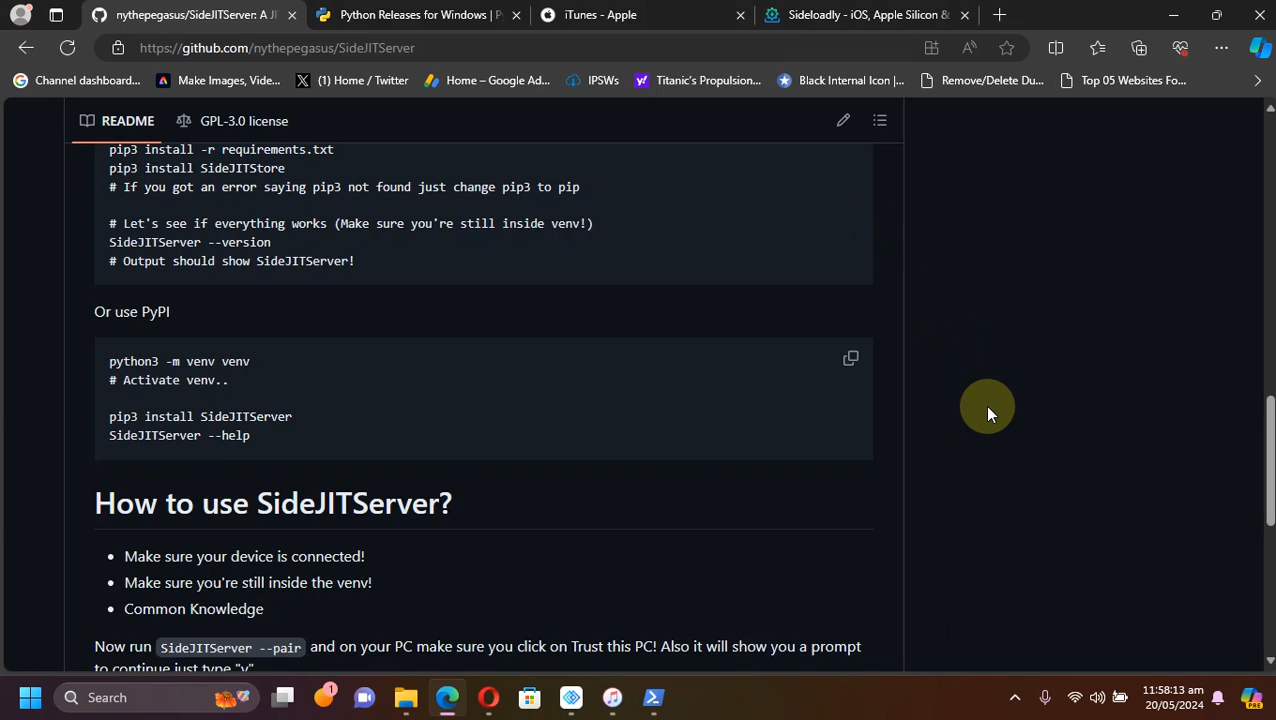 nythepegasus/SideJITServer: A JI
Python Releases for Windows | P
iTunes - Apple
Sideloadly - iOS, Apple Silicon &
https://github.com/nythepegasus/SideJITServer
Channel dashboard...
Make Images, Vide...
(1) Home / Twitter
Home – Google Ad...
IPSWs
Titanic's Propulsion...
Black Internal Icon |...
Remove/Delete Du...
Top 05 Websites Fo...
README
GPL-3.0 license
pip3 install -r requirements.txt
pip3 install SideJITStore
# If you got an error saying pip3 not found just change pip3 to pip
# Let's see if everything works (Make sure you're still inside venv!)
SideJITServer --version
# Output should show SideJITServer!
Or use PyPI
python3 -m venv venv
# Activate venv..
pip3 install SideJITServer
SideJITServer --help
How to use SideJITServer?
Make sure your device is connected!
Make sure you're still inside the venv!
Common Knowledge
Now run SideJITServer --pair and on your PC make sure you click on Trust this PC! Also it will show you a prompt
to continue just type "y"
Search
1
11:58:13 am
20/05/2024
PRE